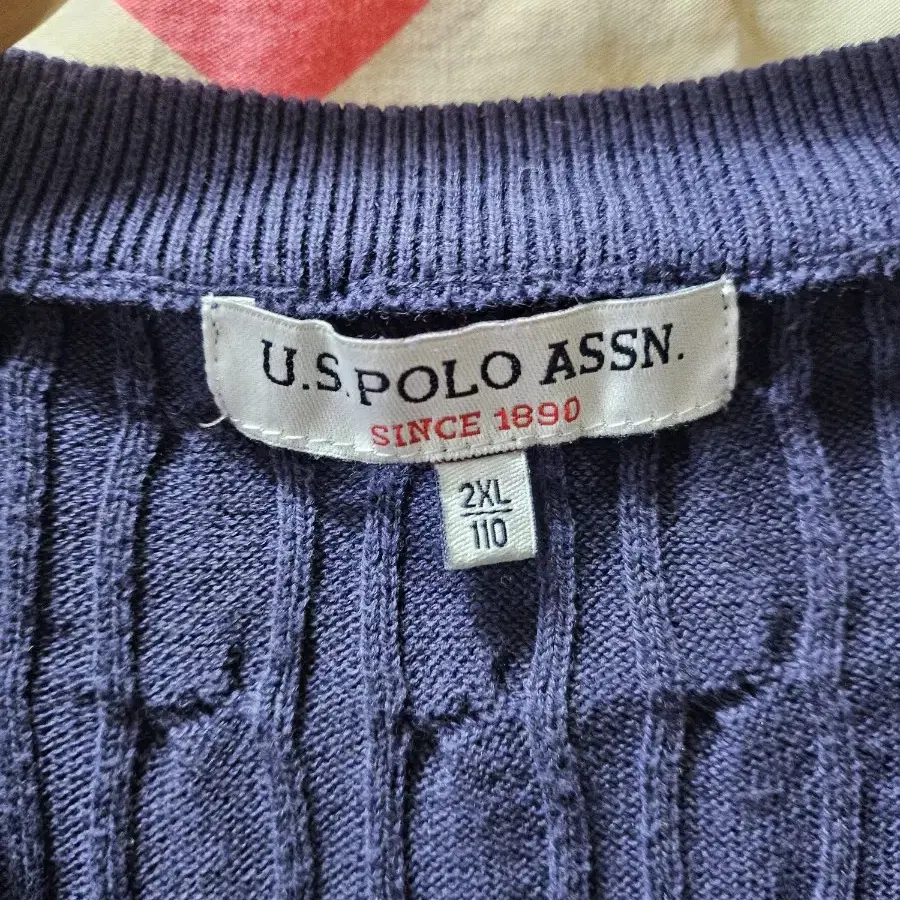 U.S. POLO ASSN.
SINCE 1890
2XL
110